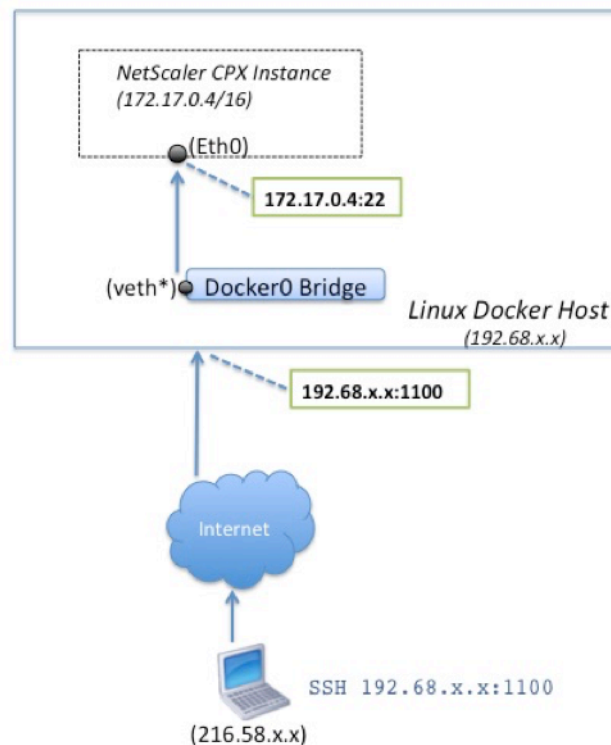 NetScaler CPX Instance
(172.17.0.4/16)
(Eth0)
172.17.0.4:22
(veth*) Docker0 Bridge
Linux Docker Host
(192.68.x.x)
192.68.x.x:1100
Internet
SSH 192.68.x.x:1100
(216.58.x.x)